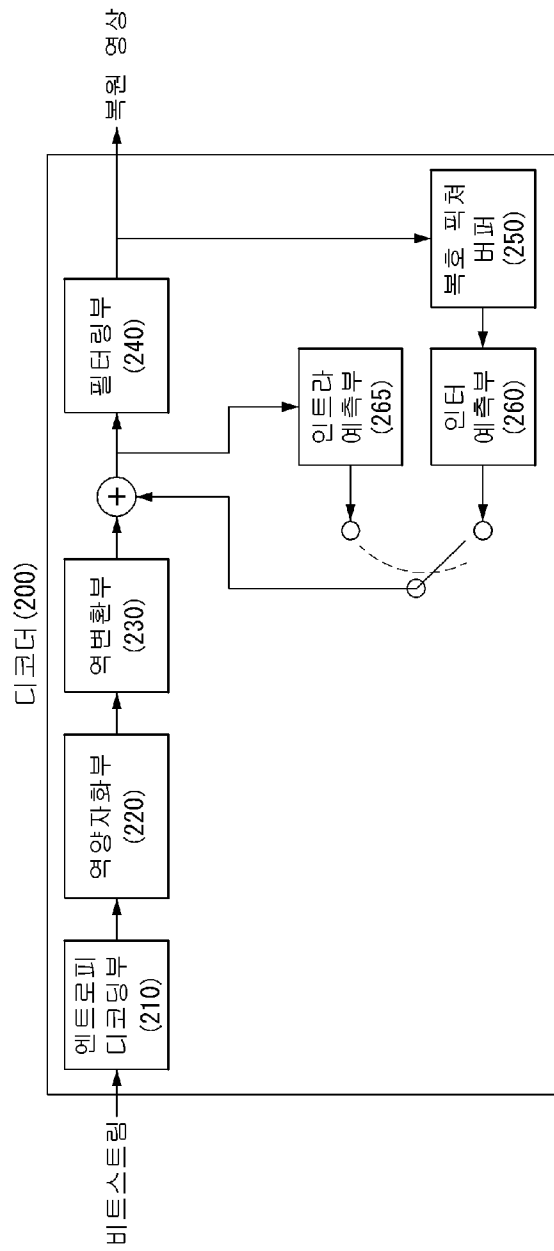 디코더(200)
비트스트림
엔트로피
디코딩부
(210)
역양자화부
(220)
역변환부
(230)
+
필터링부
(240)
복원 영상
인트라
예측부
(265)
인터
예측부
(260)
복호 픽쳐
버퍼
(250)